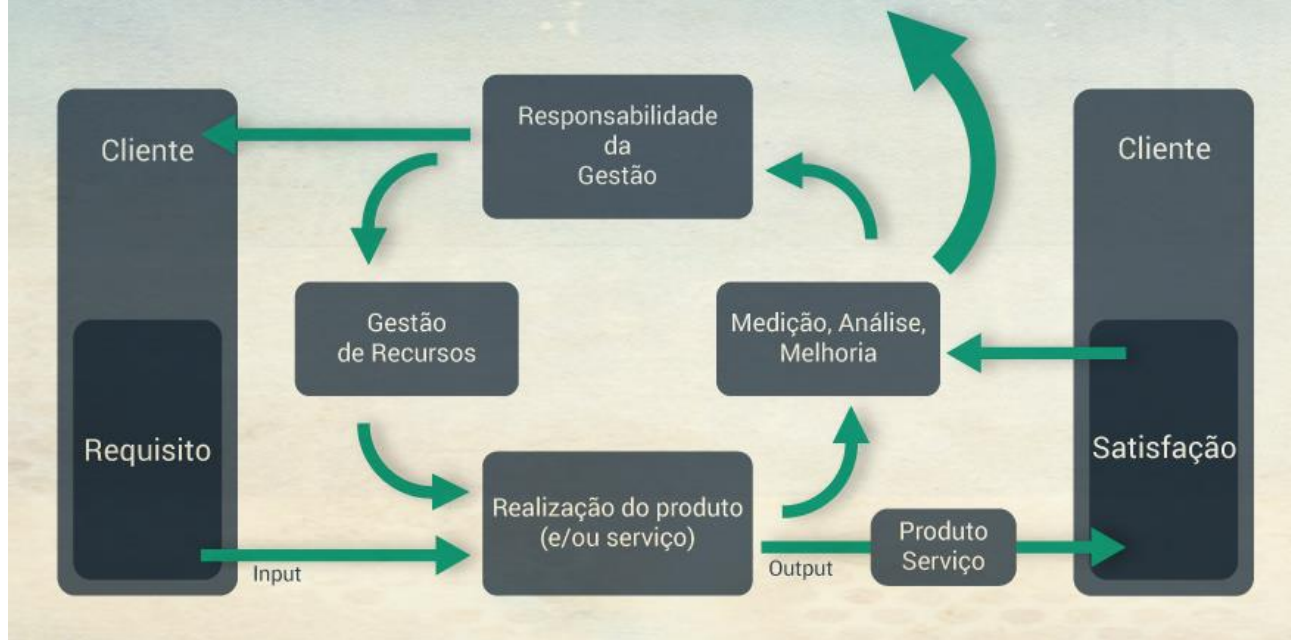 Responsabilidade
da
Gestão
Cliente
Cliente
Gestão
de Recursos
Medição, Análise,
Melhoria
Requisito
Satisfação
Realização do produto
(e/ou serviço)
Produto
Serviço
Input
Output